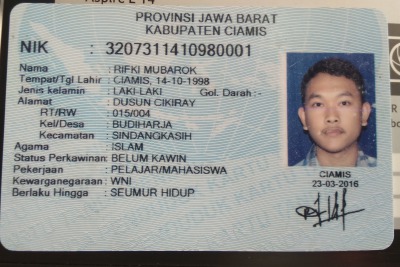 Aspire E 14
PROVINSI JAWA BARAT
KABUPATEN CIAMIS
NIK : 3207311410980001
Nama : RIFKI MUBAROK
Tempat/Tgl Lahir : CIAMIS, 14-10-1998
Jenis kelamin : LAKI-LAKI Gol. Darah :-
Alamat : DUSUN CIKIRAY
RT/RW : 015/004
Kel/Desa : BUDIHARJA
Kecamatan : SINDANGKASIH
Agama : ISLAM
Status Perkawinan: BELUM KAWIN
Pekerjaan : PELAJAR/MAHASISWA
Kewarganegaraan: WNI
Berlaku Hingga : SEUMUR HIDUP
CIAMIS
23-03-2016